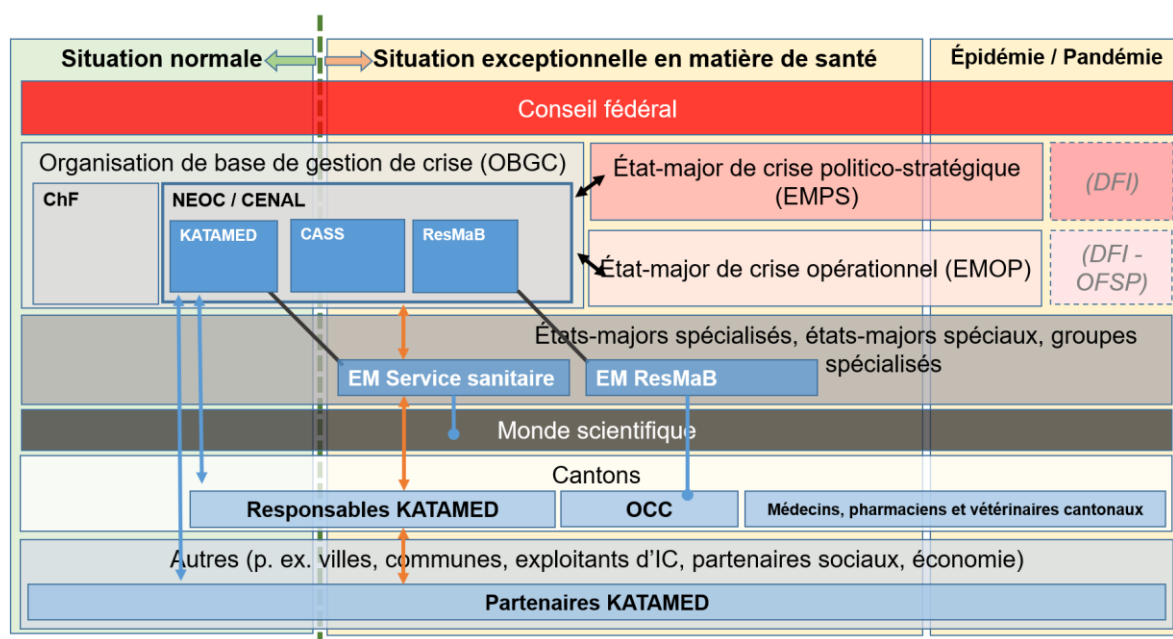 Situation normale
Situation exceptionnelle en matière de santé
Épidémie / Pandémie
Conseil fédéral
Organisation de base de gestion de crise (OBGC)
État-major de crise politico-stratégique
(EMPS)
(DFI)
ChF
NEOC / CENAL
KATAMED
CASS
ResMaB
État-major de crise opérationnel (EMOP)
(DFI -
OFSP)
États-majors spécialisés, états-majors spéciaux, groupes
spécialisés
EM Service sanitaire
EM ResMaB
Monde scientifique
Cantons
Responsables KATAMED
OCC
Médecins, pharmaciens et vétérinaires cantonaux
Autres (p. ex. villes, communes, exploitants d'IC, partenaires sociaux, économie)
Partenaires KATAMED